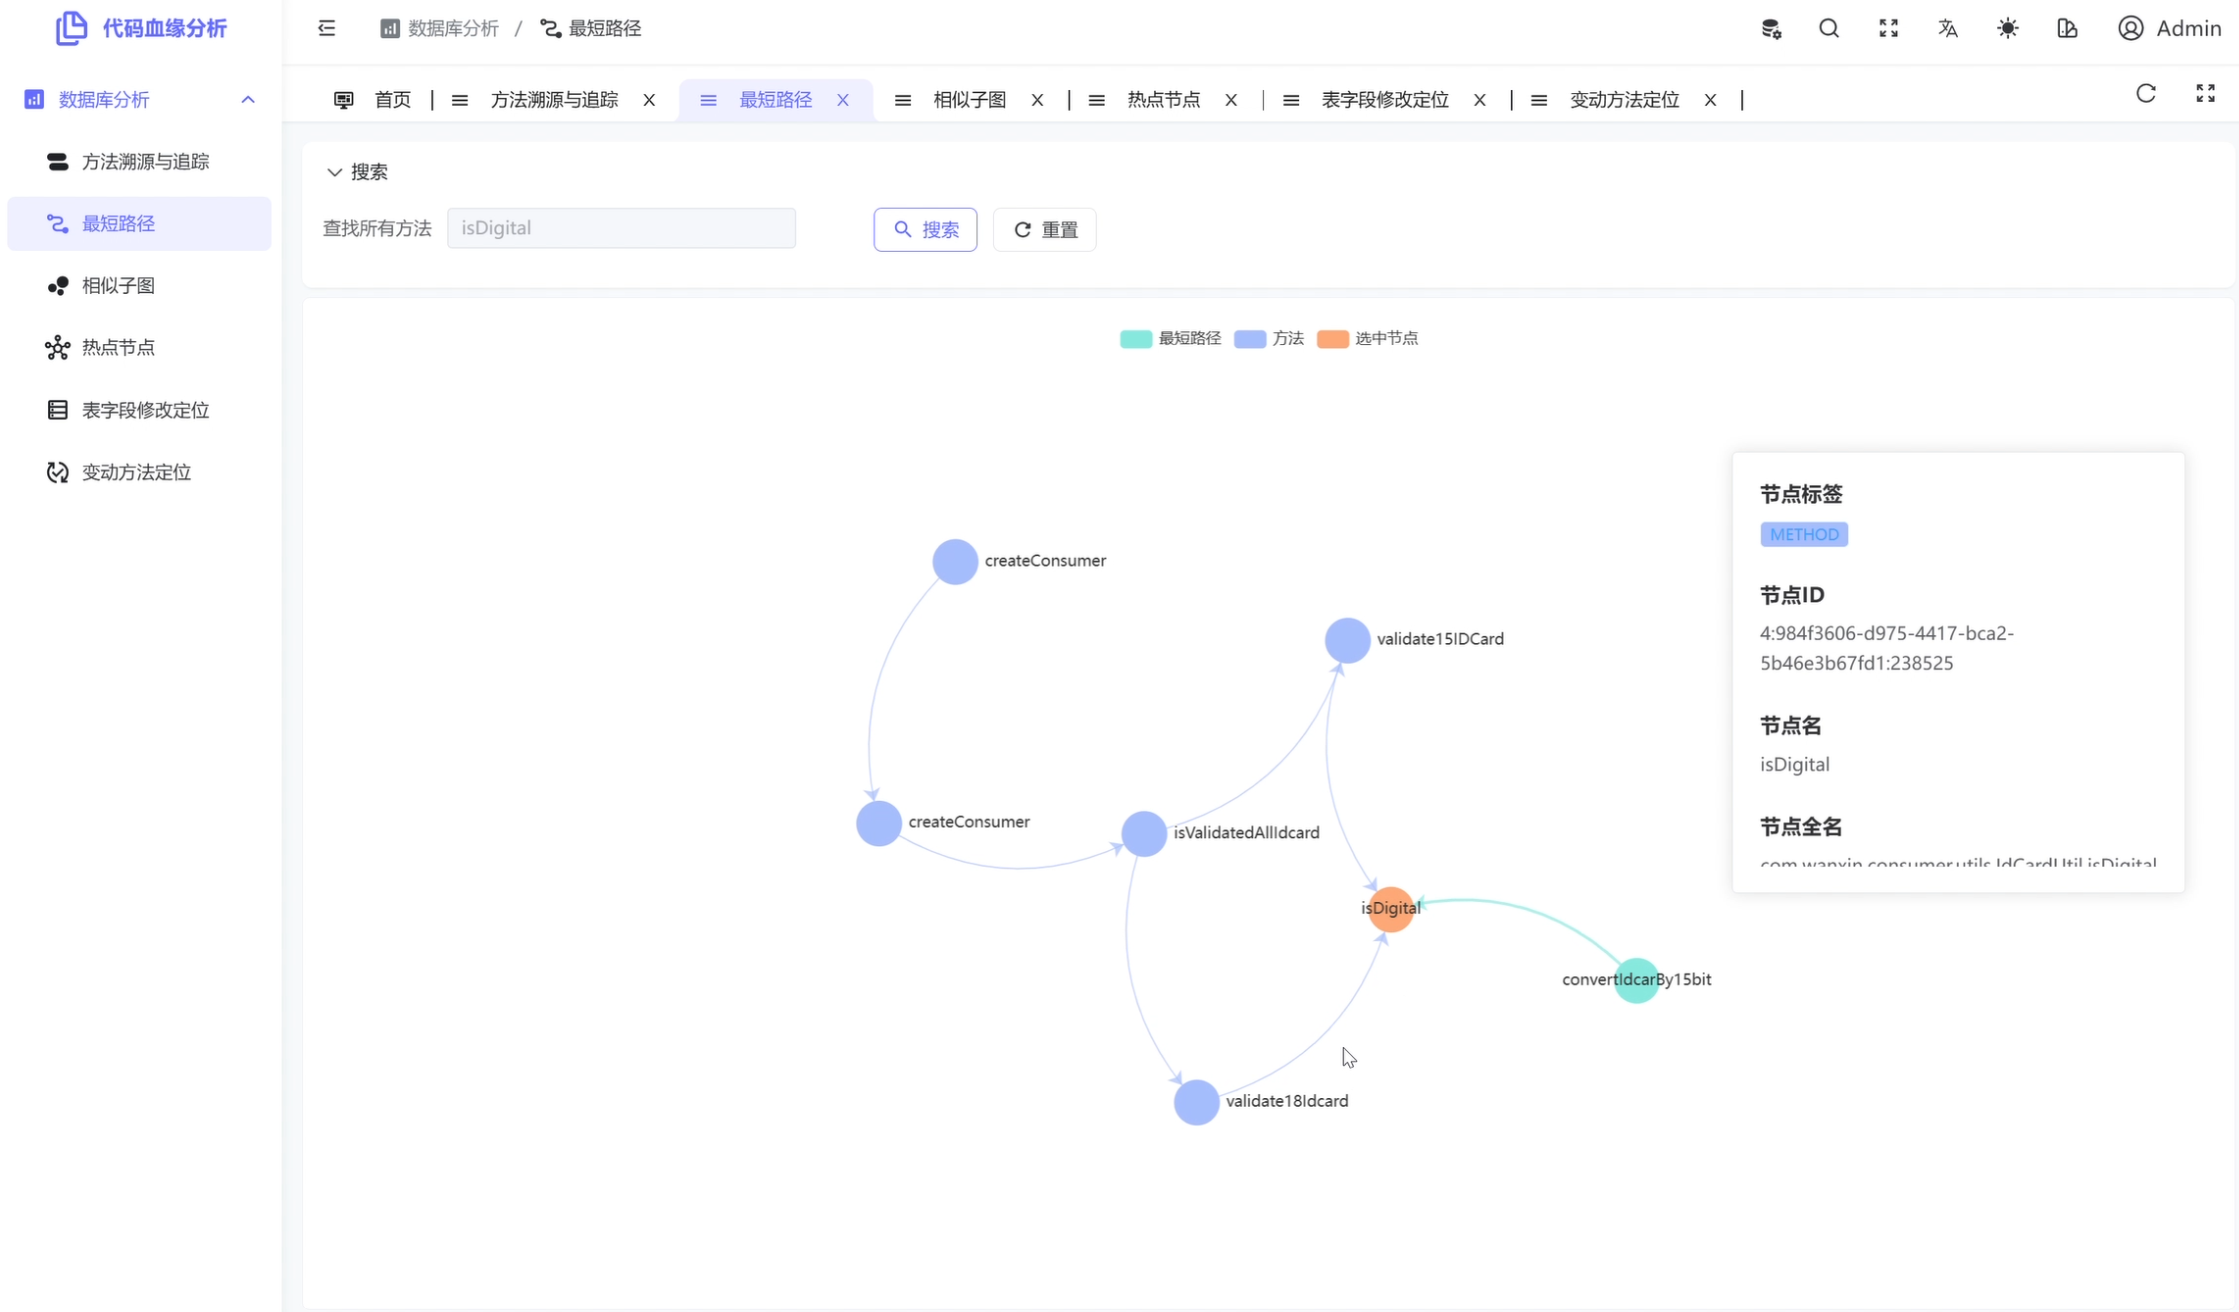 代码血缘分析
数据库分析 / 最短路径
Admin
数据库分析
方法溯源与追踪
最短路径
相似子图
热点节点
表字段修改定位
变动方法定位
首页 | 方法溯源与追踪 X 最短路径 X 相似子图 X | 热点节点 X | 表字段修改定位 X | 变动方法定位 X |
搜索
查找所有方法 isDigital 搜索 重置
最短路径 方法 选中节点
createConsumer
validate15IDCard
createConsumer
isValidatedAllIdcard
isDigital
convertIdcarBy15bit
validate18Idcard
节点标签
METHOD
节点ID
4:984f3606-d975-4417-bca2-
5b46e3b67fd1:238525
节点名
isDigital
节点全名
com.wanxin.consumer.utils.IdCardUtil.isDigital